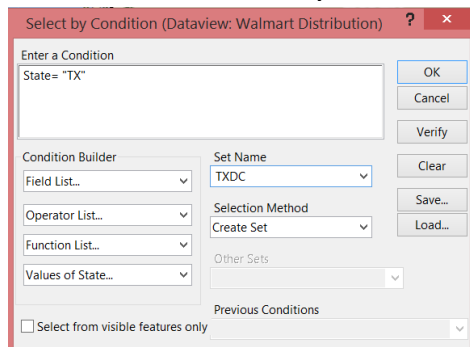 Select by Condition (Dataview: Walmart Distribution) ? ×
Enter a Condition
State= "TX"
OK
Cancel
Verify
Clear
Save...
Load...
Condition Builder
Field List...
Operator List...
Function List...
Values of State...
Set Name
TXDC
Selection Method
Create Set
Other Sets
Previous Conditions
Select from visible features only